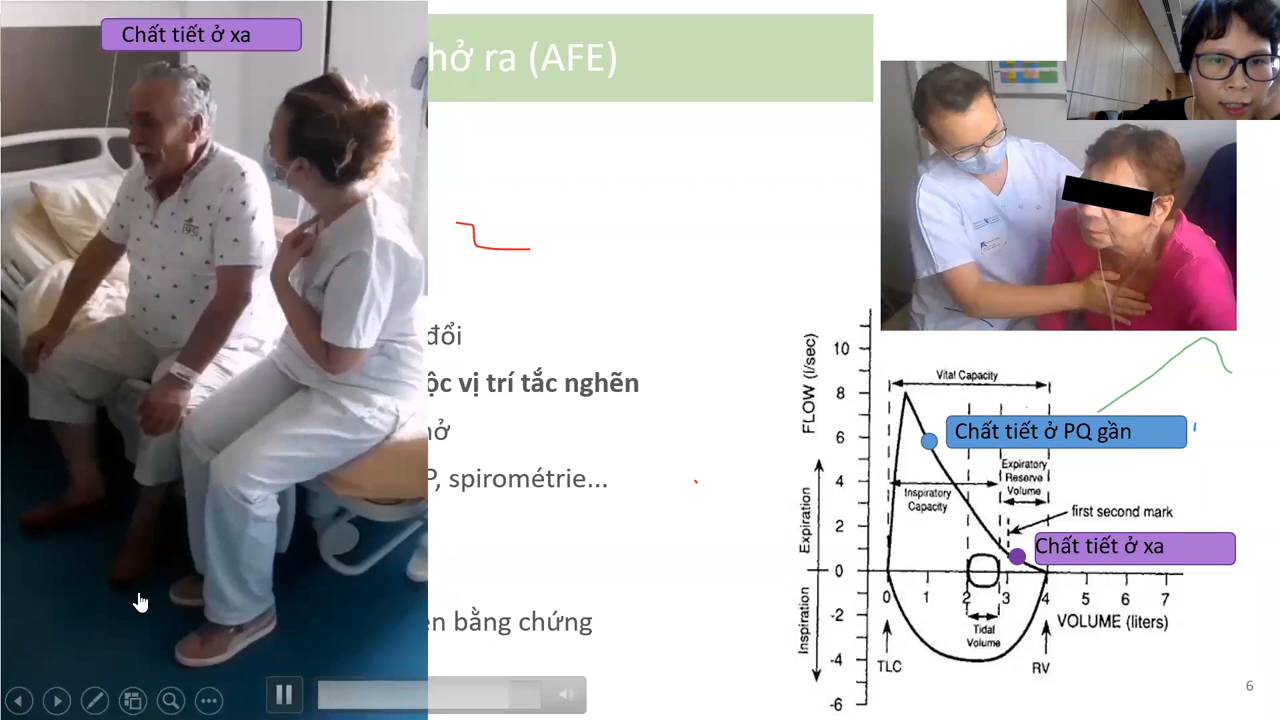 Chất tiết ở xa
hở ra (AFE)
đổi
ộc vị trí tắc nghẽn
hở
P, spirométrie...
ên bằng chứng
FLOW (l/sec)
10
8
6
4
2
0
-2
-4
-6
Expiration
Inspiration
Vital Capacity
Chất tiết ở PQ gần
Expiratory
Reserve
Volume
Inspiratory
Capacity
first second mark
Chất tiết ở xa
0 1 2 3 4 5 6 7
VOLUME (liters)
Tidal
Volume
TLC
RV
6